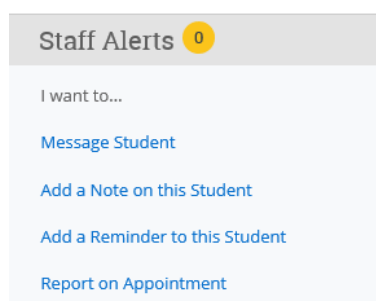 Staff Alerts 0
I want to...
Message Student
Add a Note on this Student
Add a Reminder to this Student
Report on Appointment